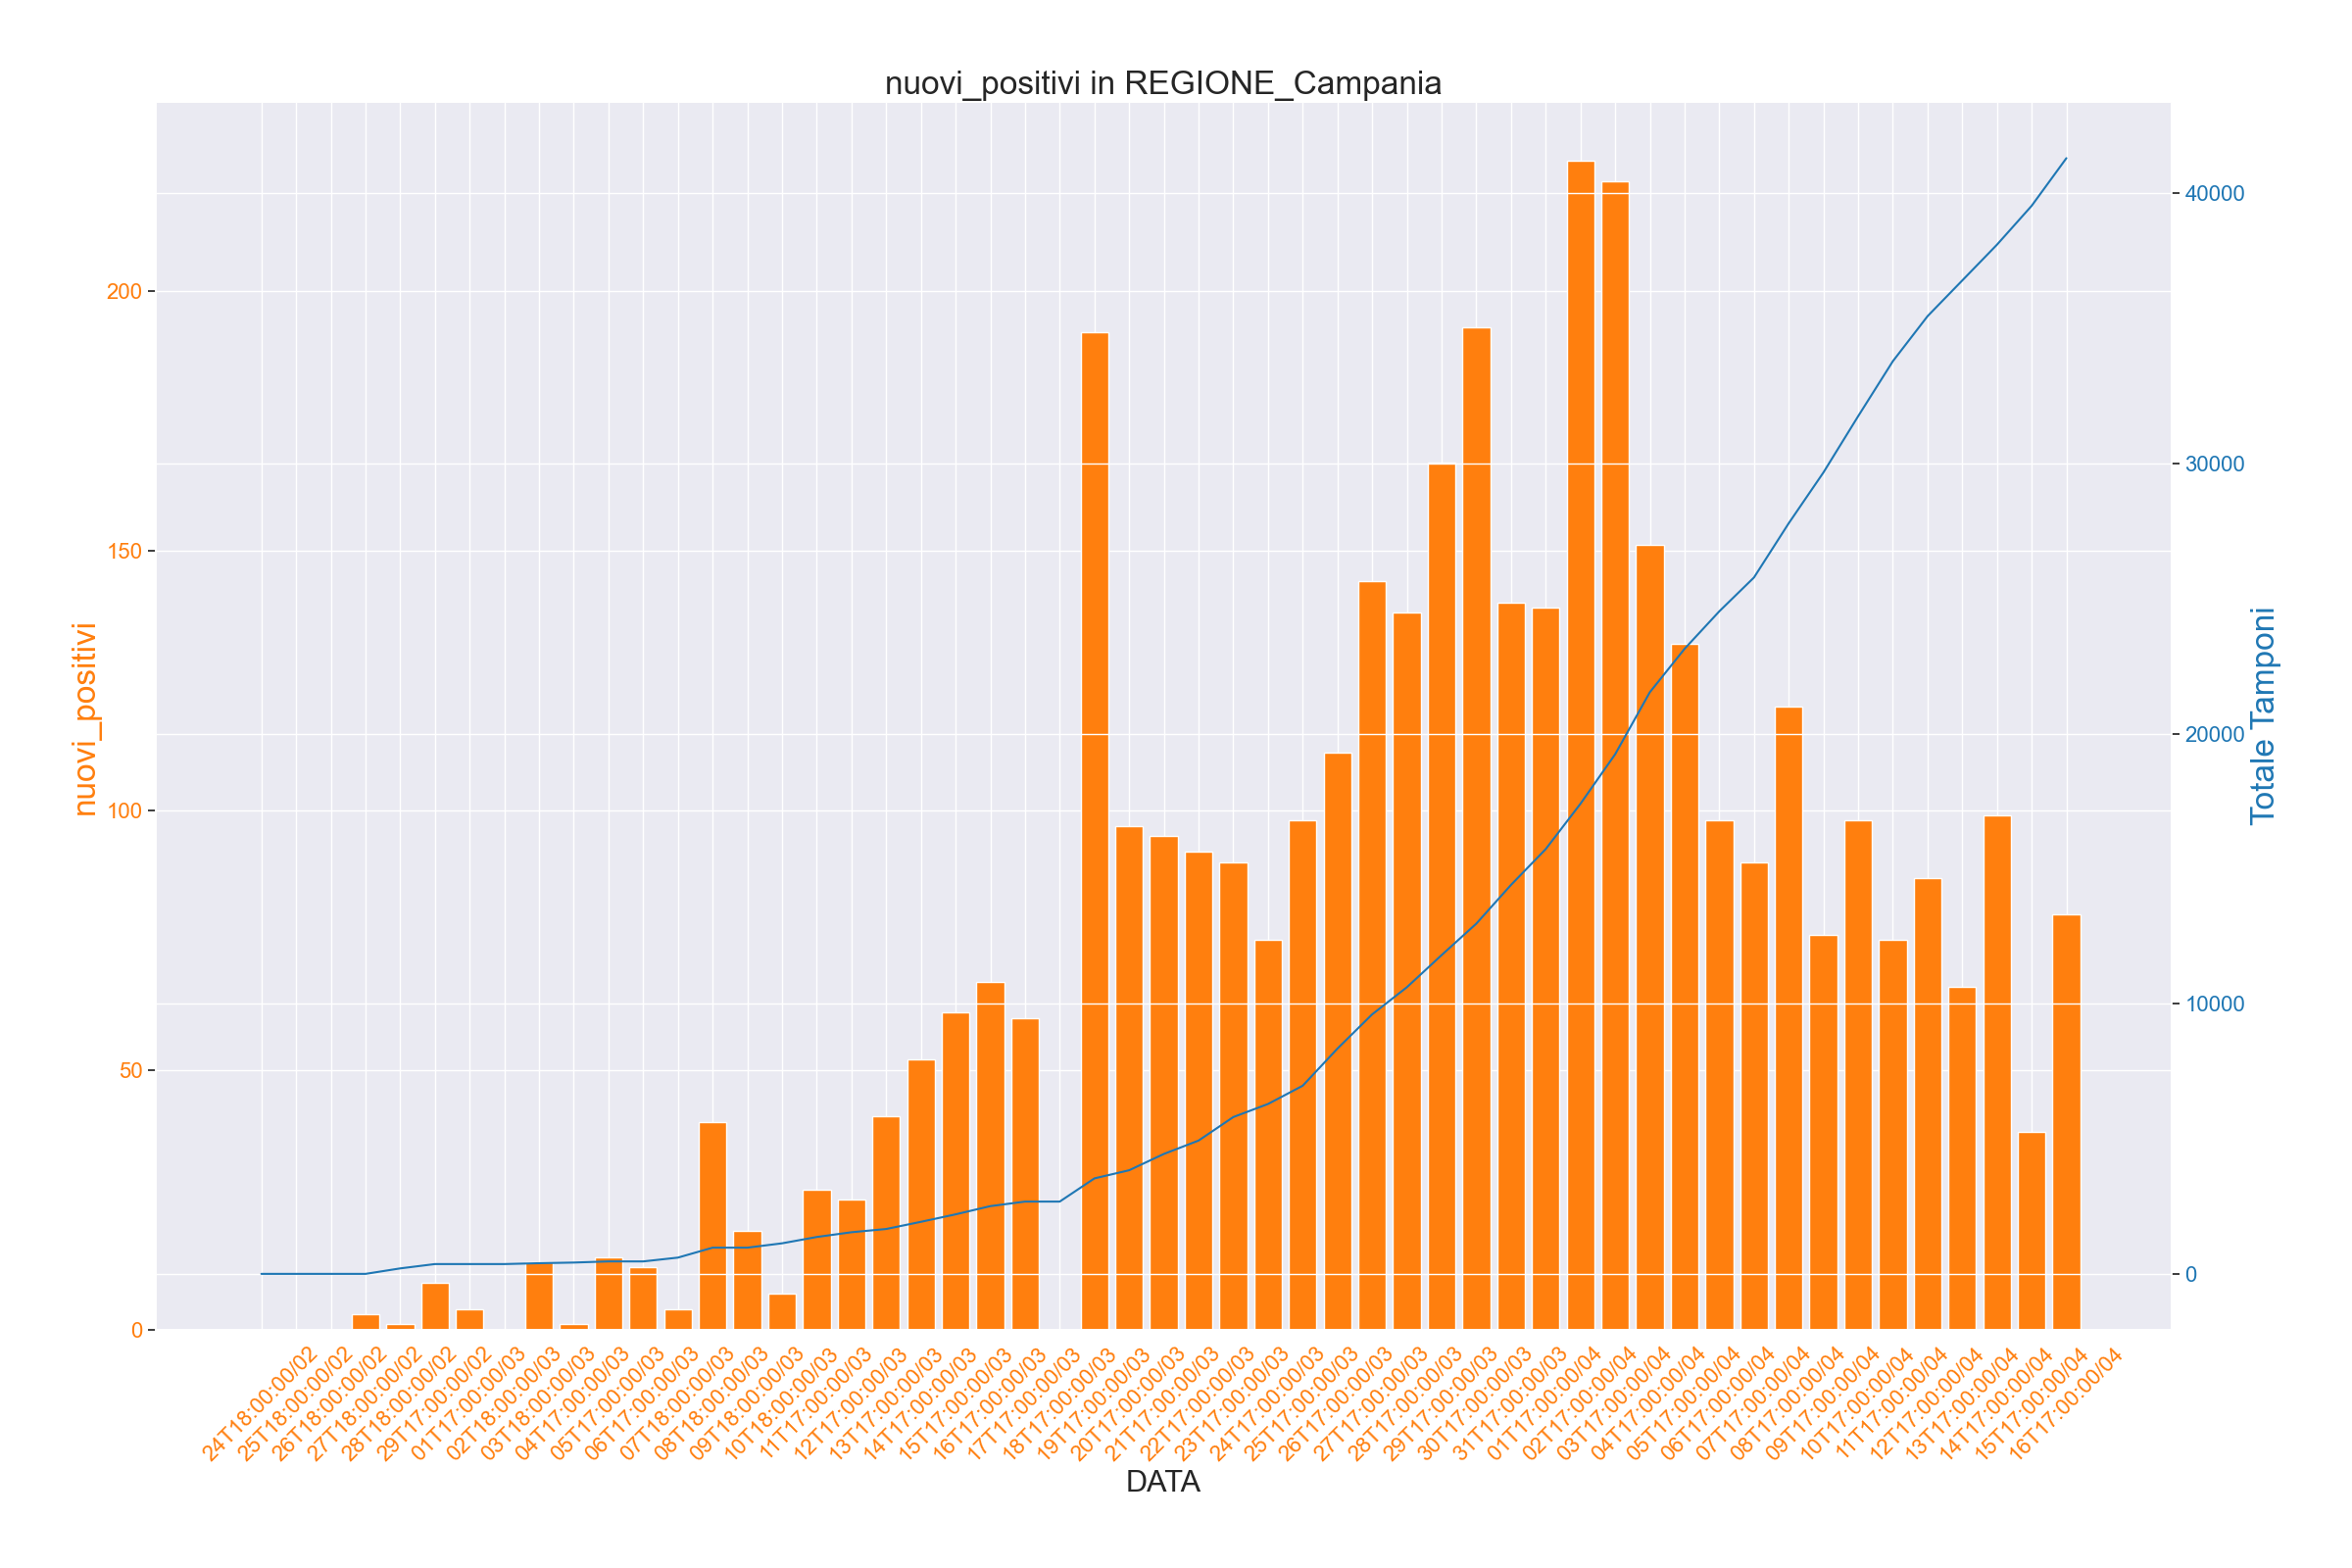 nuovi_positivi in REGIONE_Campania
nuovi_positivi
200
150
100
50
0
Totale Tamponi
40000
30000
20000
10000
0
24T18:00:00/02
25T18:00:00/02
26T18:00:00/02
27T18:00:00/02
28T18:00:00/02
29T17:00:00/02
01T17:00:00/03
02T18:00:00/03
03T18:00:00/03
04T17:00:00/03
05T17:00:00/03
06T17:00:00/03
07T18:00:00/03
08T18:00:00/03
09T18:00:00/03
10T18:00:00/03
11T17:00:00/03
12T17:00:00/03
13T17:00:00/03
14T17:00:00/03
15T17:00:00/03
16T17:00:00/03
17T17:00:00/03
18T17:00:00/03
19T17:00:00/03
20T17:00:00/03
21T17:00:00/03
22T17:00:00/03
23T17:00:00/03
24T17:00:00/03
25T17:00:00/03
26T17:00:00/03
27T17:00:00/03
28T17:00:00/03
29T17:00:00/03
30T17:00:00/03
31T17:00:00/03
01T17:00:00/04
02T17:00:00/04
03T17:00:00/04
04T17:00:00/04
05T17:00:00/04
06T17:00:00/04
07T17:00:00/04
08T17:00:00/04
09T17:00:00/04
10T17:00:00/04
11T17:00:00/04
12T17:00:00/04
13T17:00:00/04
14T17:00:00/04
15T17:00:00/04
16T17:00:00/04
DATA